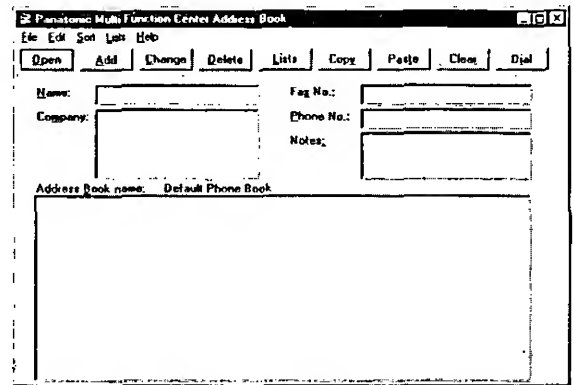 Panasonic Multi Function Center Address Book
File Edit Sort Lists Help
Open Add Change Delete Lists Copy Paste Clear Dial
Name: Fax No.:
Company: Phone No.:
Notes:
Address Book name: Default Phone Book